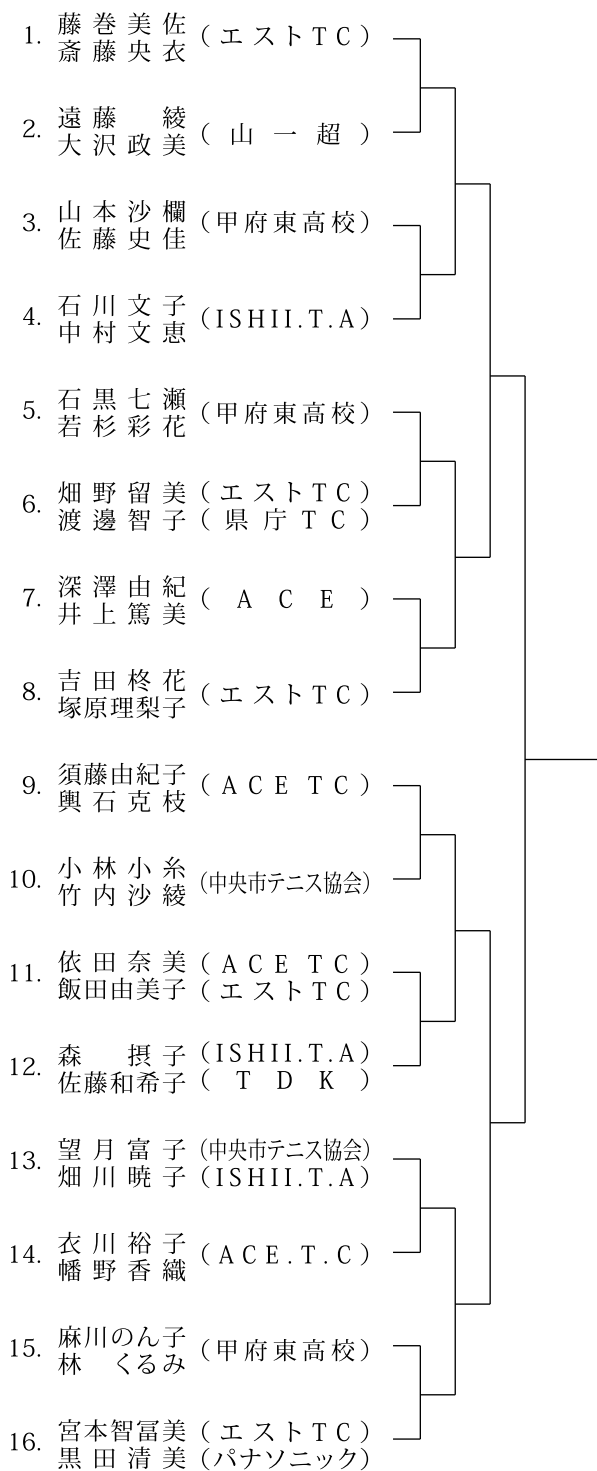 1. 藤巻美佐 (エストTC)
斎藤央衣
2. 遠藤 綾 (山一超)
大沢政美
3. 山本沙欄 (甲府東高校)
佐藤史佳
4. 石川文子 (ISHII.T.A)
中村文恵
5. 石黒七瀬 (甲府東高校)
若杉彩花
6. 畑野留美 (エストTC)
渡邊智子 (県庁TC)
7. 深澤由紀 (ACE)
井上篤美
8. 吉田柊花 (エストTC)
塚原理梨子
9. 須藤由紀子 (ACE TC)
輿石克枝
10. 小林小糸 (中央市テニス協会)
竹内沙綾
11. 依田奈美 (ACE TC)
飯田由美子 (エストTC)
12. 森 摂子 (ISHII.T.A)
佐藤和希子 (TDK)
13. 望月富子 (中央市テニス協会)
畑川暁子 (ISHII.T.A)
14. 衣川裕子 (ACE.T.C)
幡野香織
15. 麻川のん子 (甲府東高校)
林 くるみ
16. 宮本智冨美 (エストTC)
黒田清美 (パナソニック)